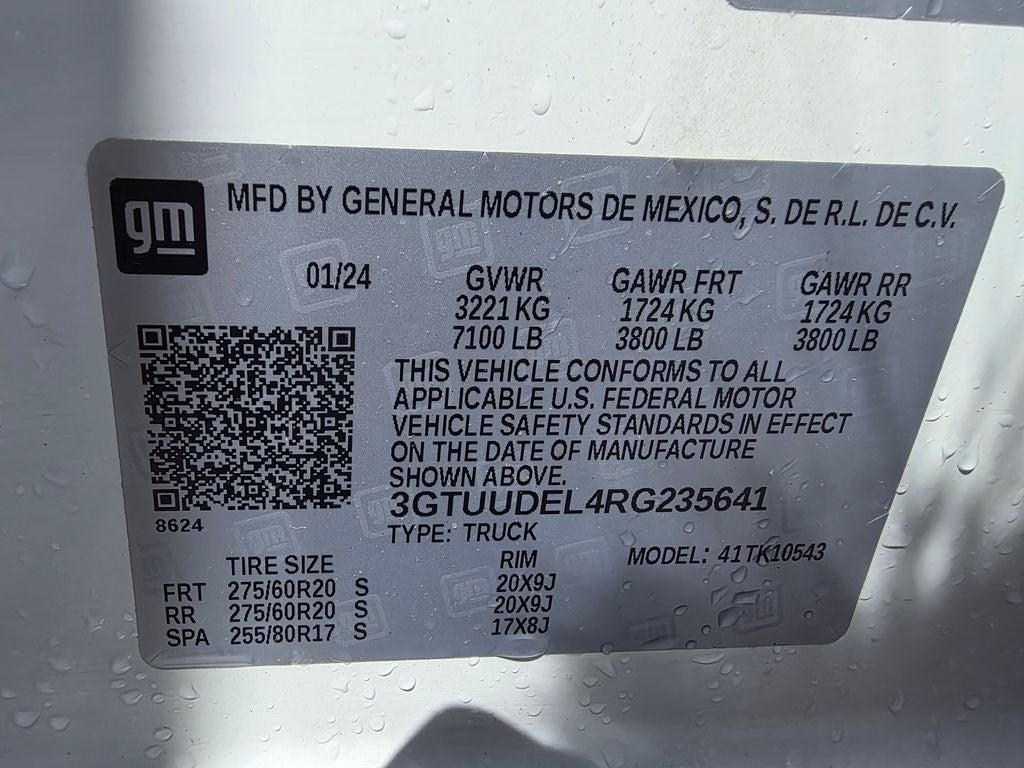 gm
MFD BY GENERAL MOTORS DE MEXICO, S. DE R.L. DE C.V.
01/24 GVWR GAWR FRT GAWR RR
3221 KG 1724 KG 1724 KG
7100 LB 3800 LB 3800 LB
THIS VEHICLE CONFORMS TO ALL
APPLICABLE U.S. FEDERAL MOTOR
VEHICLE SAFETY STANDARDS IN EFFECT
ON THE DATE OF MANUFACTURE
SHOWN ABOVE.
3GTUUDEL4RG235641
8624
TYPE: TRUCK
TIRE SIZE RIM MODEL: 41TK10543
FRT 275/60R20 S 20X9J
RR 275/60R20 S 20X9J
SPA 255/80R17 S 17X8J